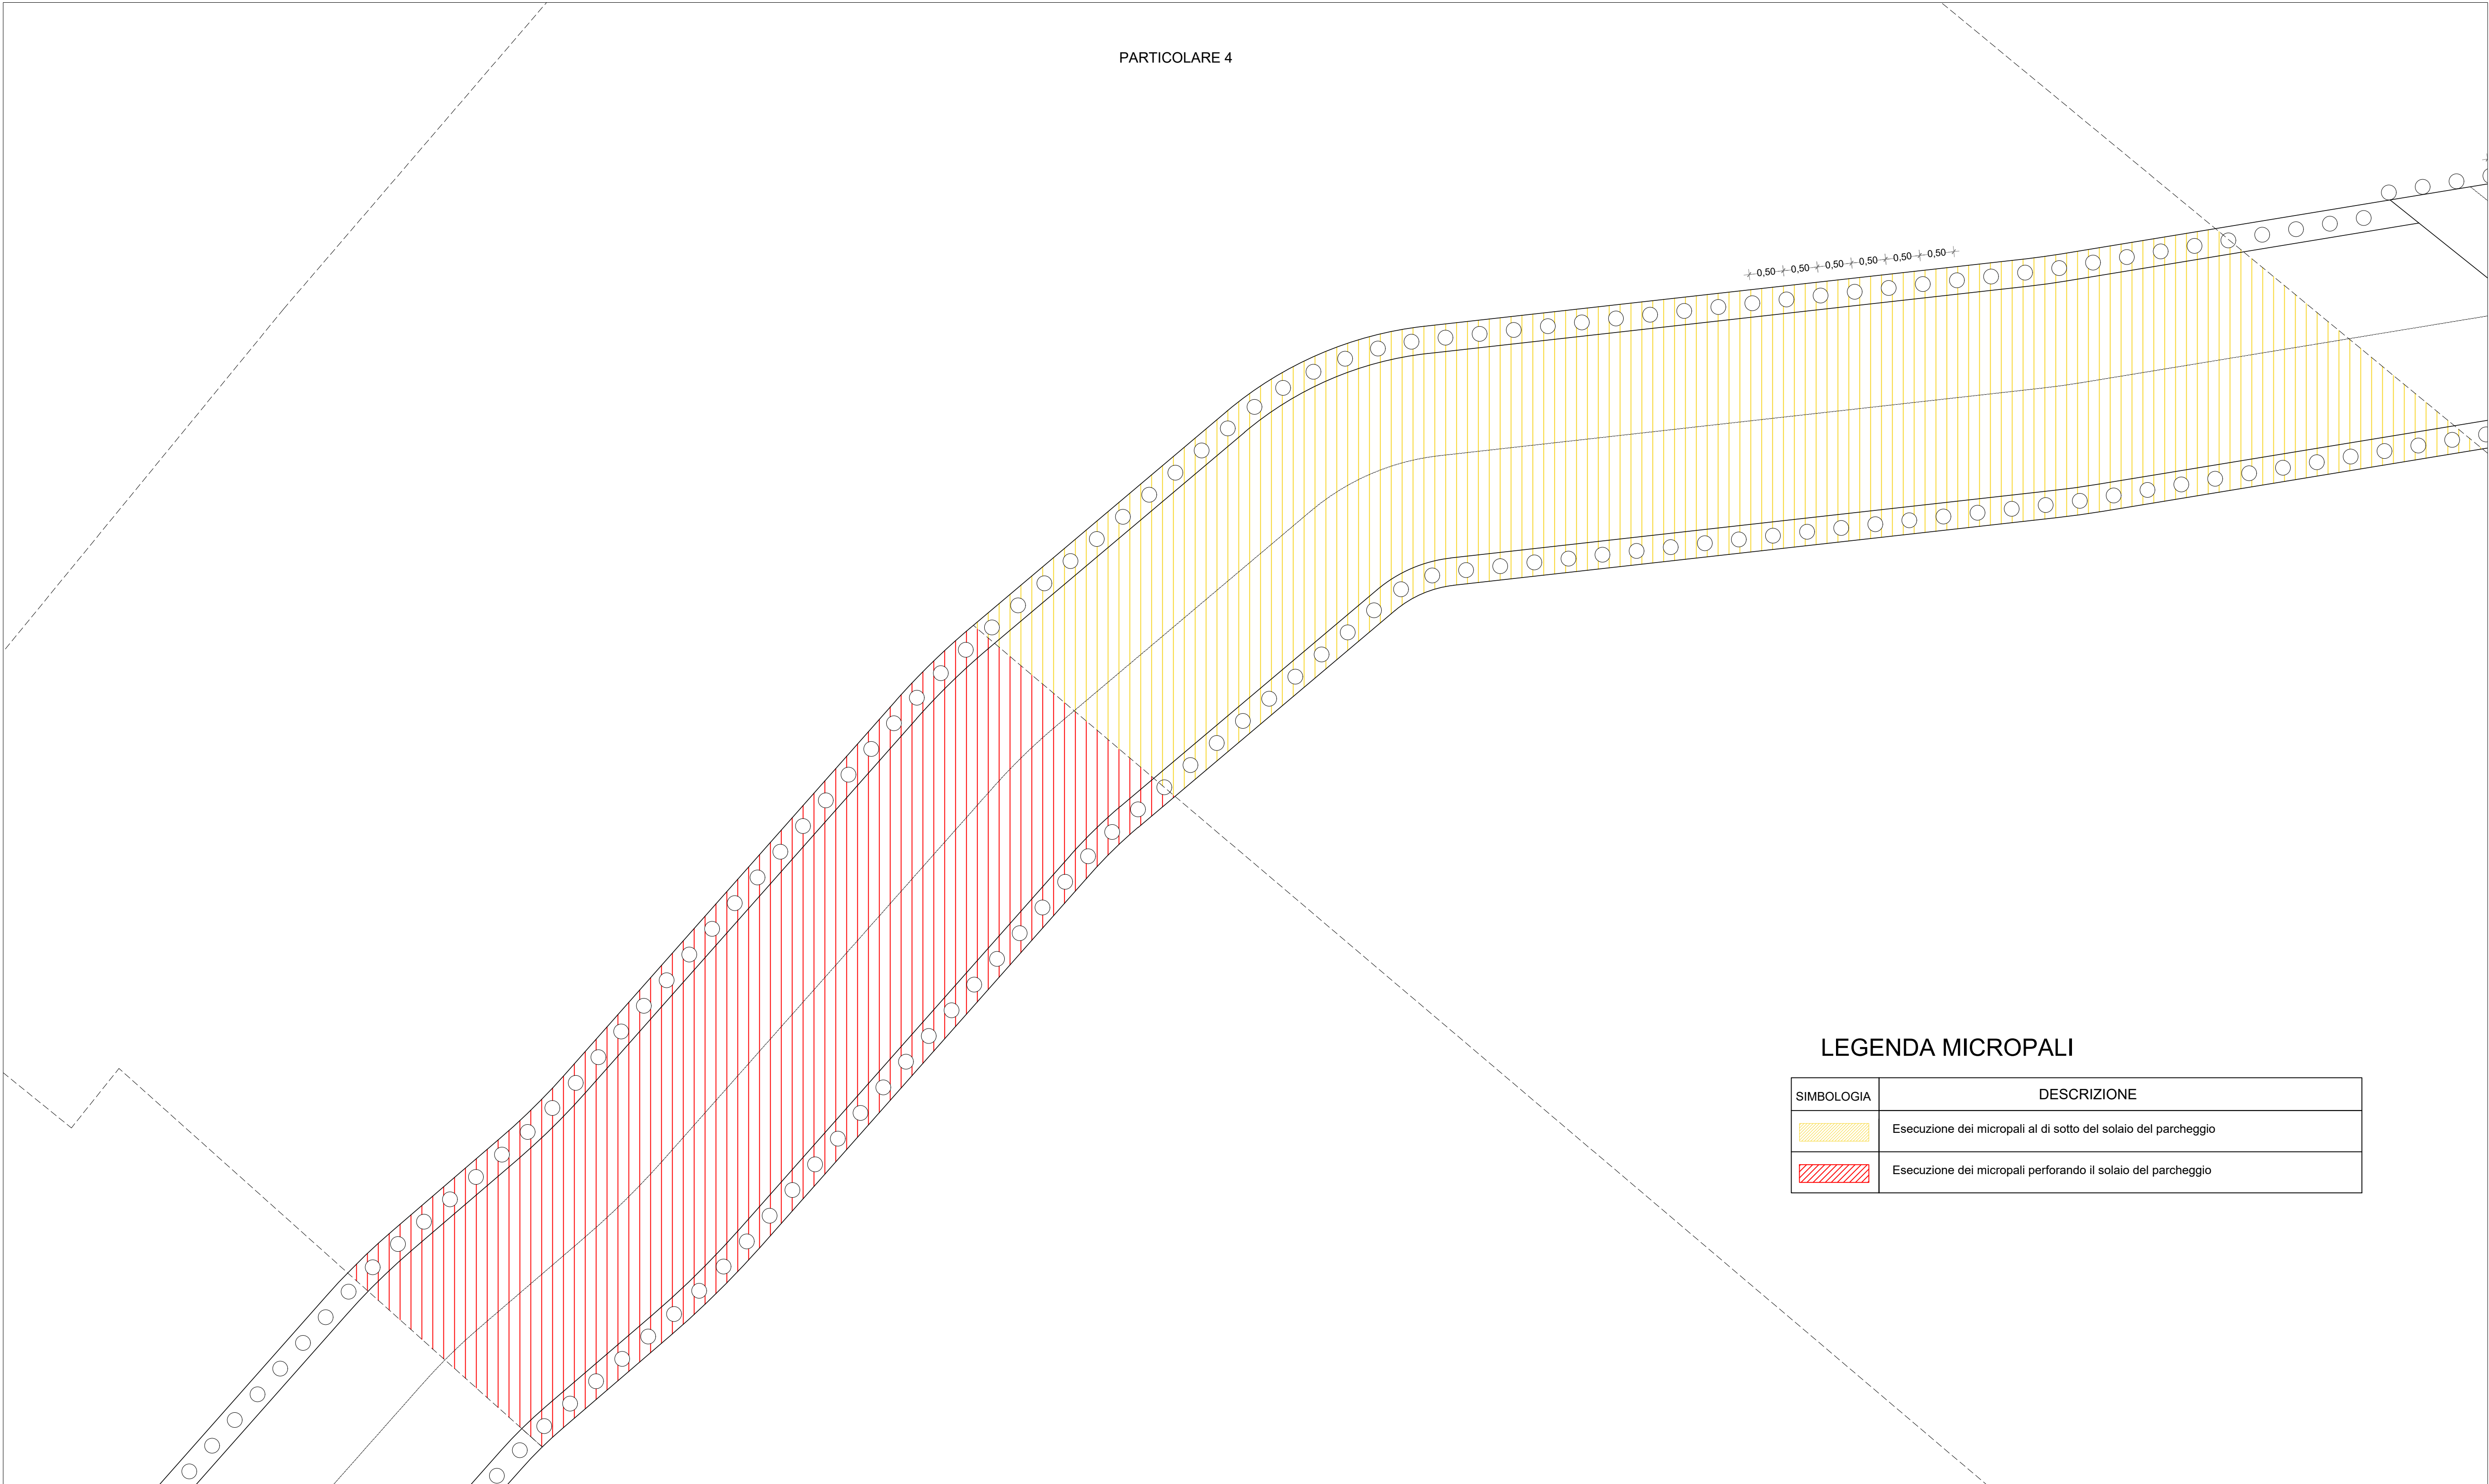 PARTICOLARE 4
0,50 0,50 0,50 0,50 0,50 0,50
LEGENDA MICROPALI
SIMBOLOGIA DESCRIZIONE
Esecuzione dei micropali al di sotto del solaio del parcheggio
Esecuzione dei micropali perforando il solaio del parcheggio